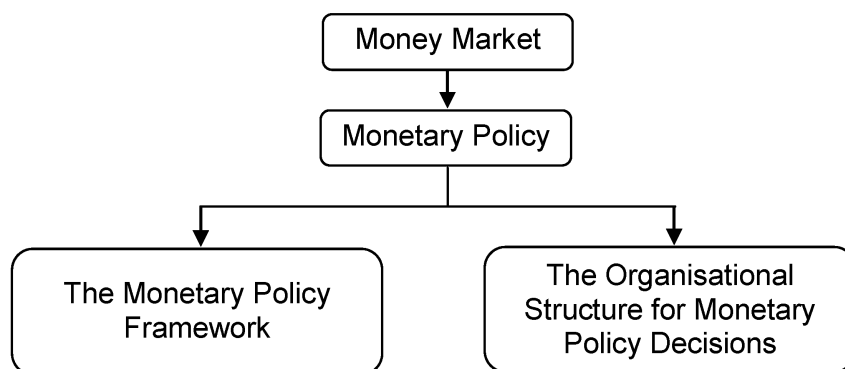 Money Market
Monetary Policy
The Monetary Policy
Framework
The Organisational
Structure for Monetary
Policy Decisions